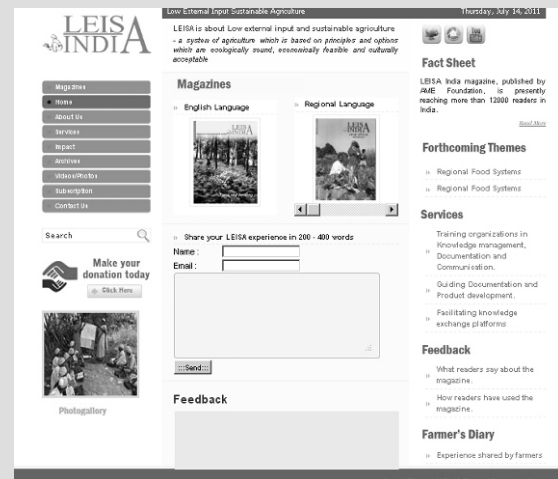 LEISA
INDIA
Magazines
Home
About Us
Services
Impact
Archives
Videos/Photos
Subscription
Contact Us
Search
Make your
donation today
Click Here
Photogallery
Low External Input Sustainable Agriculture
Thursday, July 14, 2011
LEISA is about Low external input and sustainable agriculture
- a system of agriculture which is based on principles and options
which are ecologically sound, economically feasible and culturally
acceptable
Magazines
» English Language
» Regional Language
LEISA
LEISA
» Share your LEISA experience in 200 - 400 words
Name :
Email :
:::Send:::
Feedback
Fact Sheet
LEISA India magazine, published by
AME Foundation, is presently
reaching more than 12000 readers in
India.
Read More
Forthcoming Themes
» Regional Food Systems
» Regional Food Systems
Services
» Training organizations in
Knowledge management,
Documentation and
Communication.
» Guiding Documentation and
Product development.
» Facilitating knowledge
exchange platforms
Feedback
» What readers say about the
magazine.
» How readers have used the
magazine.
Farmer's Diary
» Experience shared by farmers